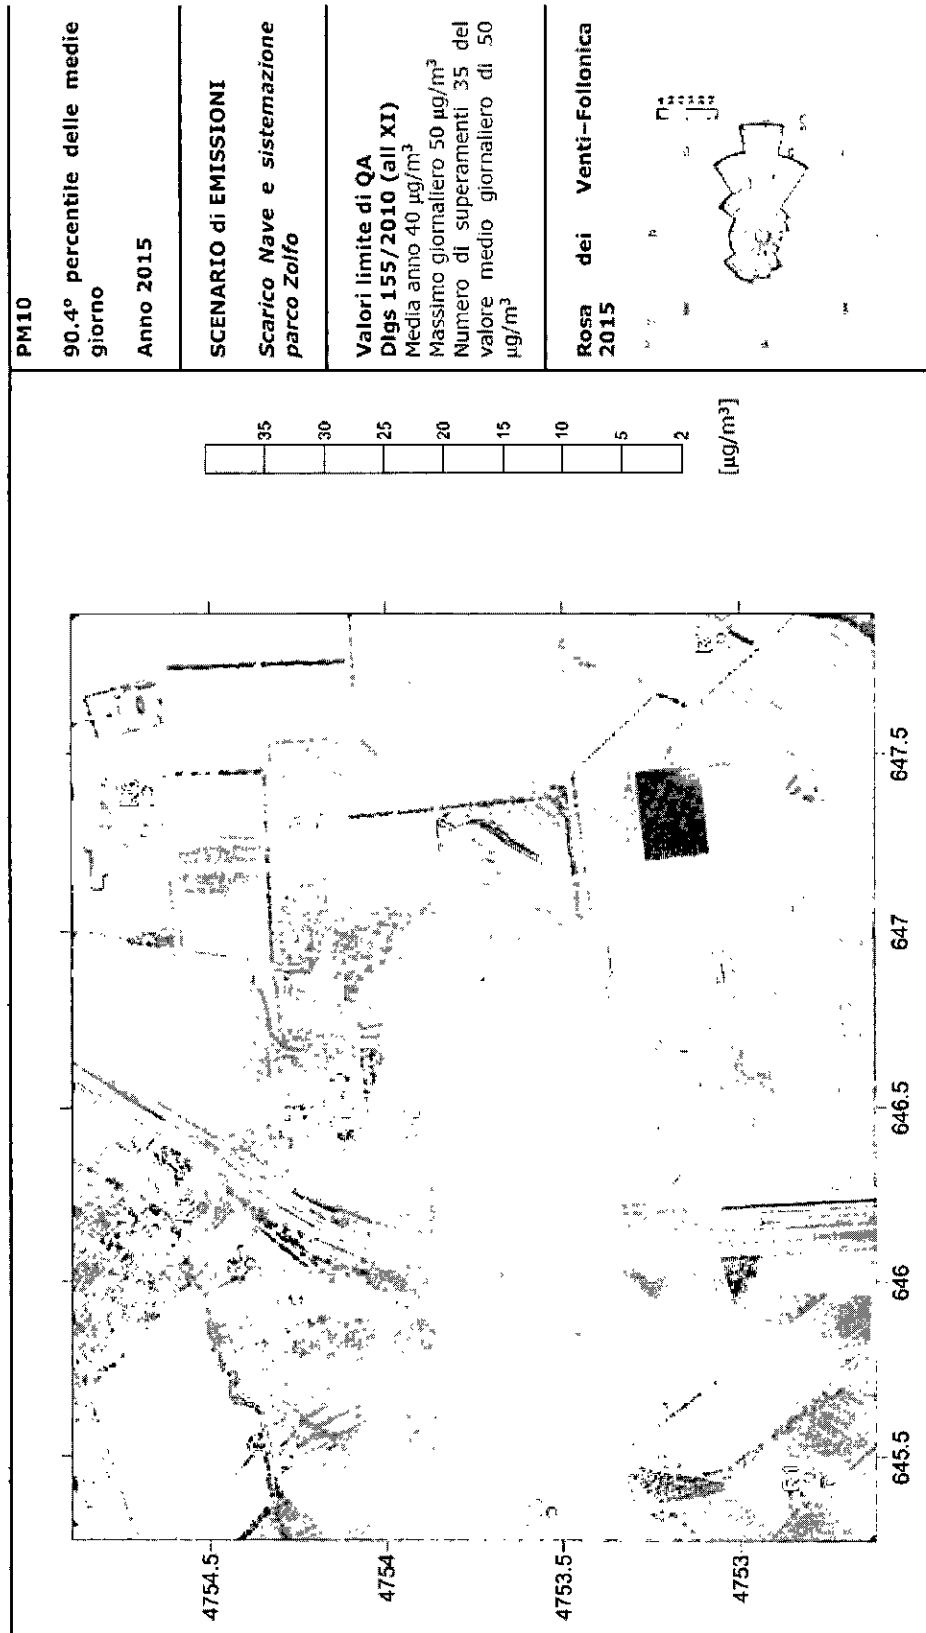 PM10
90.4° percentile delle medie
giorno
Anno 2015
SCENARIO di EMISSIONI
Scarico Nave e sistemazione
parco Zolfo
Valori limite di QA
Dlgs 155/2010 (all XI)
Media anno 40 µg/m³
Massimo giornaliero 50 µg/m³
Numero di superamenti 35 del
valore medio giornaliero di 50
µg/m³
Rosa dei Venti-Follonica
2015
35
30
25
20
15
10
5
2
[µg/m³]
4754.5
4754
4753.5
4753
645.5
646
646.5
647
647.5
R1